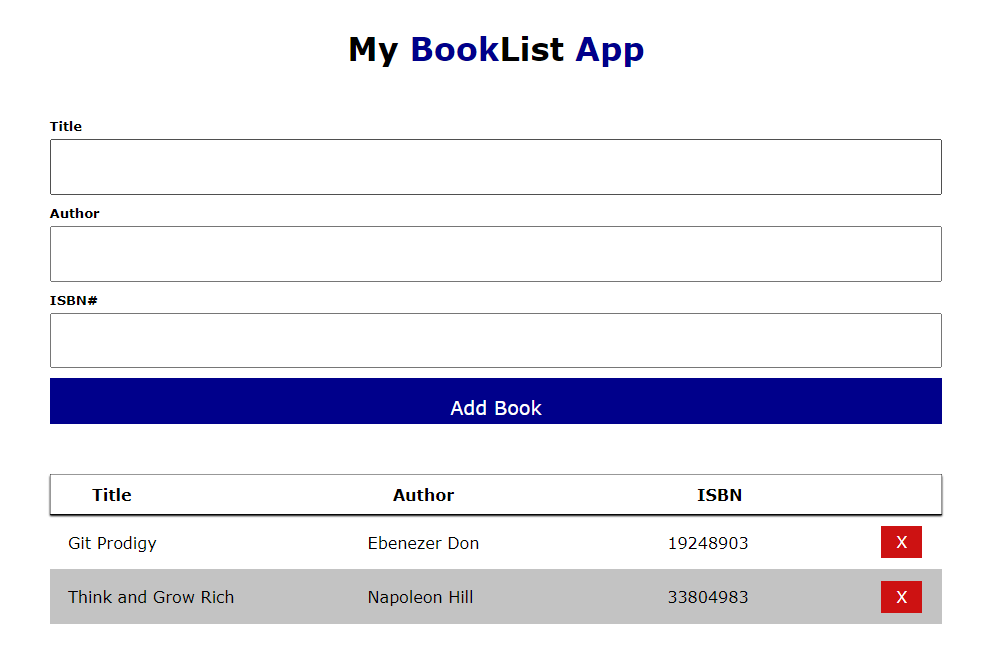 My BookList App
Title
Author
ISBN#
Add Book
Title Author ISBN
Git Prodigy Ebenezer Don 19248903 X
Think and Grow Rich Napoleon Hill 33804983 X